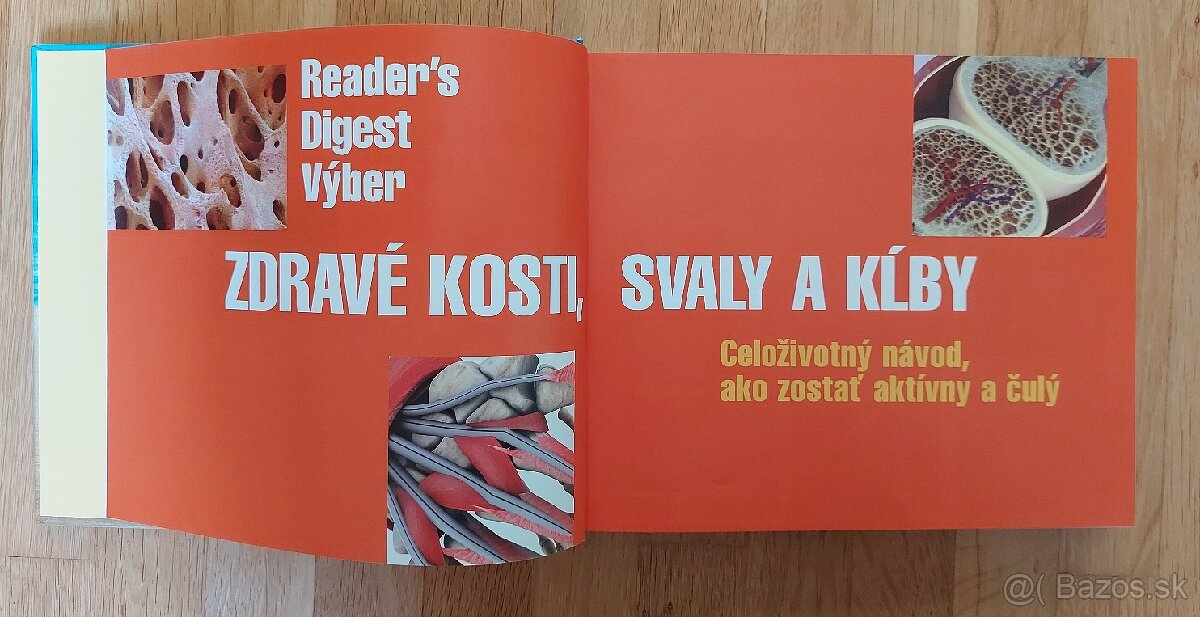 Reader's
Digest
Výber
ZDRAVÉ KOSTI, SVALY A KĹBY
Celoživotný návod,
ako zostať aktívny a čulý
@( Bazos.sk